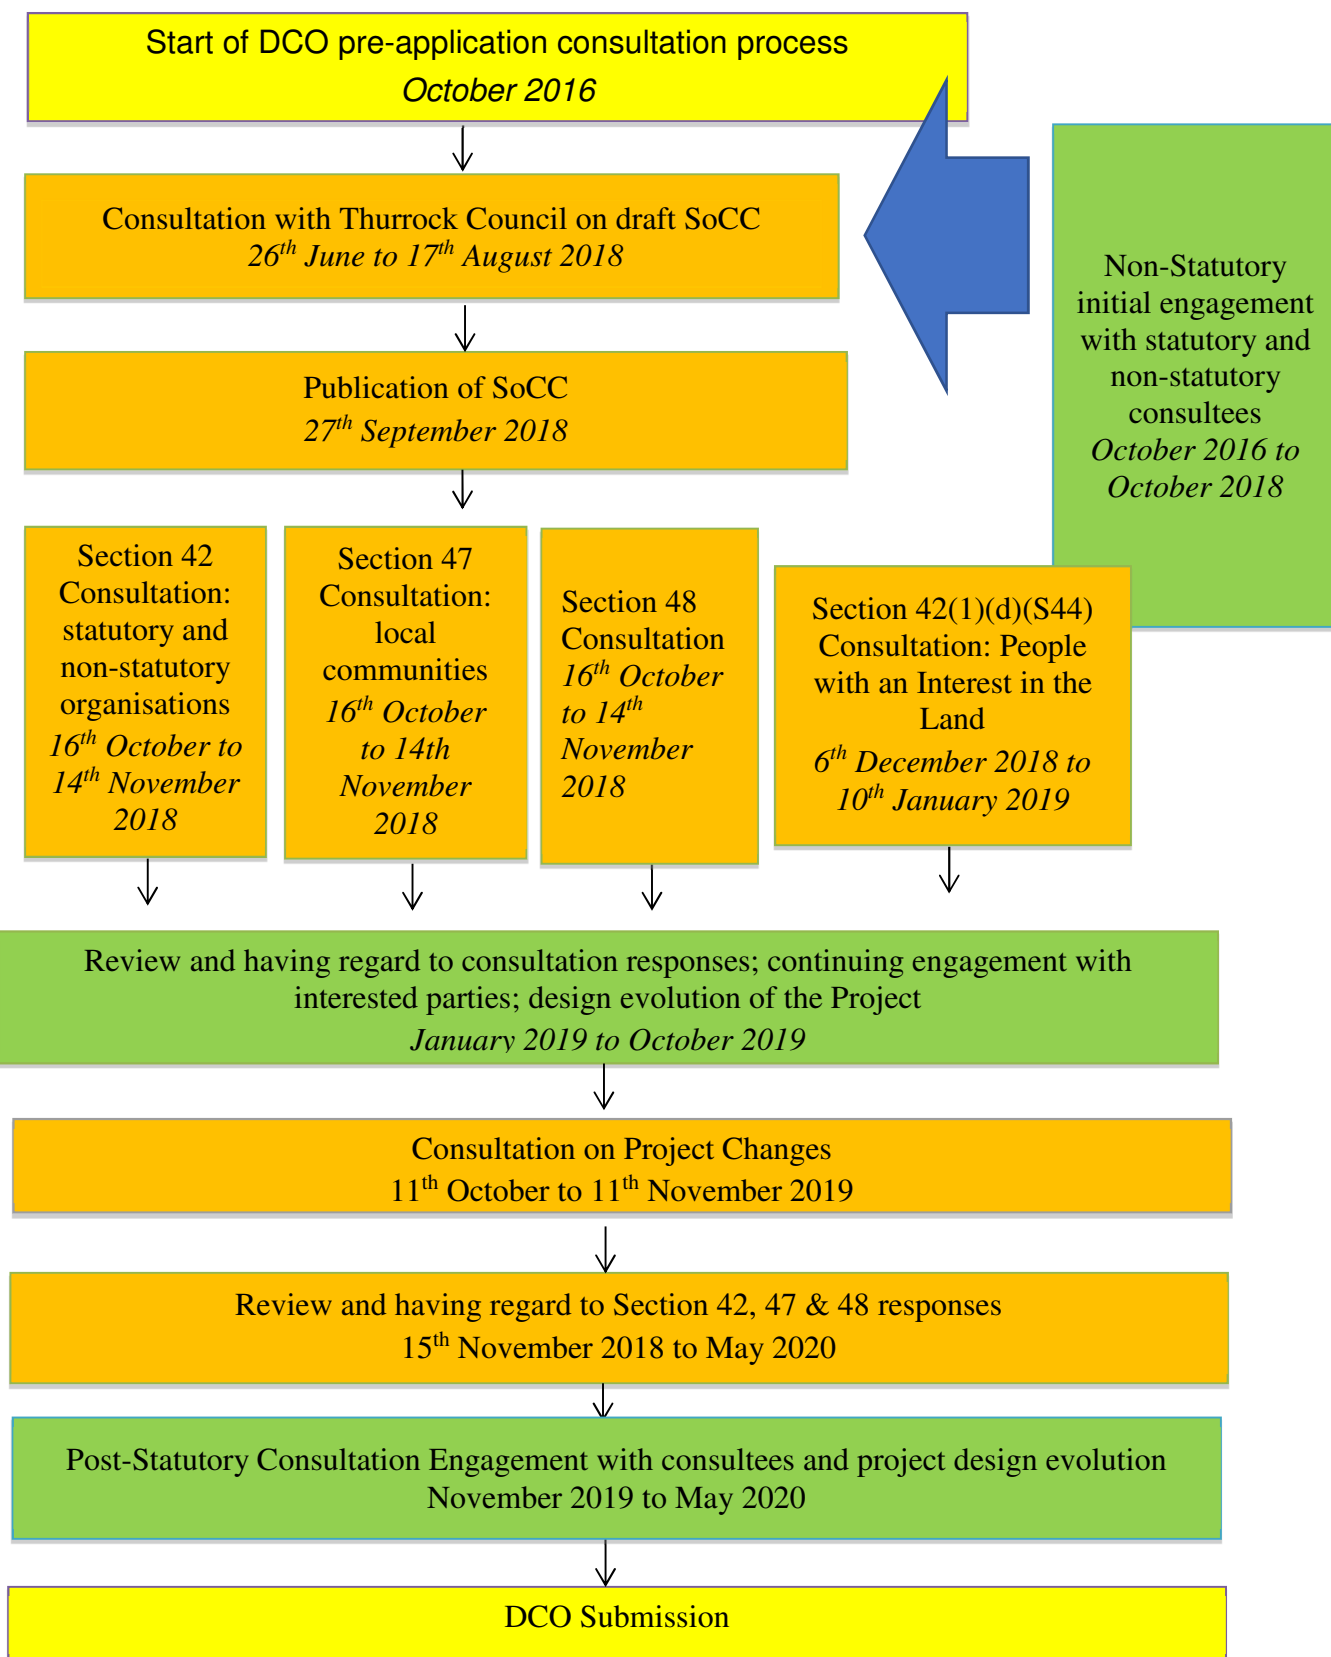 Start of DCO pre-application consultation process
October 2016
Consultation with Thurrock Council on draft SoCC
26th June to 17th August 2018
Publication of SoCC
27th September 2018
Non-Statutory
initial engagement
with statutory and
non-statutory
consultees
October 2016 to
October 2018
Section 42
Consultation:
statutory and
non-statutory
organisations
16th October to
14th November
2018
Section 47
Consultation:
local
communities
16th October
to 14th
November
2018
Section 48
Consultation
16th October
to 14th
November
2018
Section 42(1)(d)(S44)
Consultation: People
with an Interest in the
Land
6th December 2018 to
10th January 2019
Review and having regard to consultation responses; continuing engagement with
interested parties; design evolution of the Project
January 2019 to October 2019
Consultation on Project Changes
11th October to 11th November 2019
Review and having regard to Section 42, 47 & 48 responses
15th November 2018 to May 2020
Post-Statutory Consultation Engagement with consultees and project design evolution
November 2019 to May 2020
DCO Submission